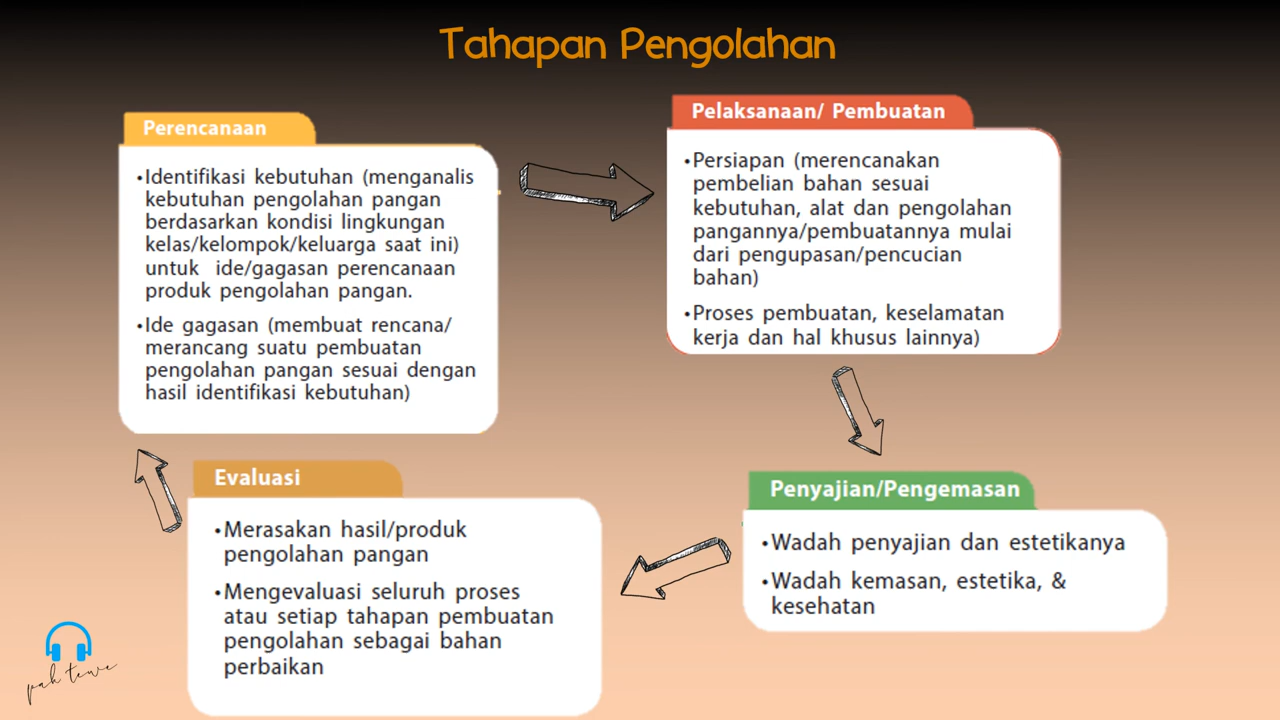 Tahapan Pengolahan
Perencanaan
•Identifikasi kebutuhan (menganalis
kebutuhan pengolahan pangan
berdasarkan kondisi lingkungan
kelas/kelompok/keluarga saat ini)
untuk ide/gagasan perencanaan
produk pengolahan pangan.
•Ide gagasan (membuat rencana/
merancang suatu pembuatan
pengolahan pangan sesuai dengan
hasil identifikasi kebutuhan)
Pelaksanaan/ Pembuatan
•Persiapan (merencanakan
pembelian bahan sesuai
kebutuhan, alat dan pengolahan
pangannya/pembuatannya mulai
dari pengupasan/pencucian
bahan)
•Proses pembuatan, keselamatan
kerja dan hal khusus lainnya)
Penyajian/Pengemasan
•Wadah penyajian dan estetikanya
•Wadah kemasan, estetika, &
kesehatan
Evaluasi
•Merasakan hasil/produk
pengolahan pangan
•Mengevaluasi seluruh proses
atau setiap tahapan pembuatan
pengolahan sebagai bahan
perbaikan
pak tewe